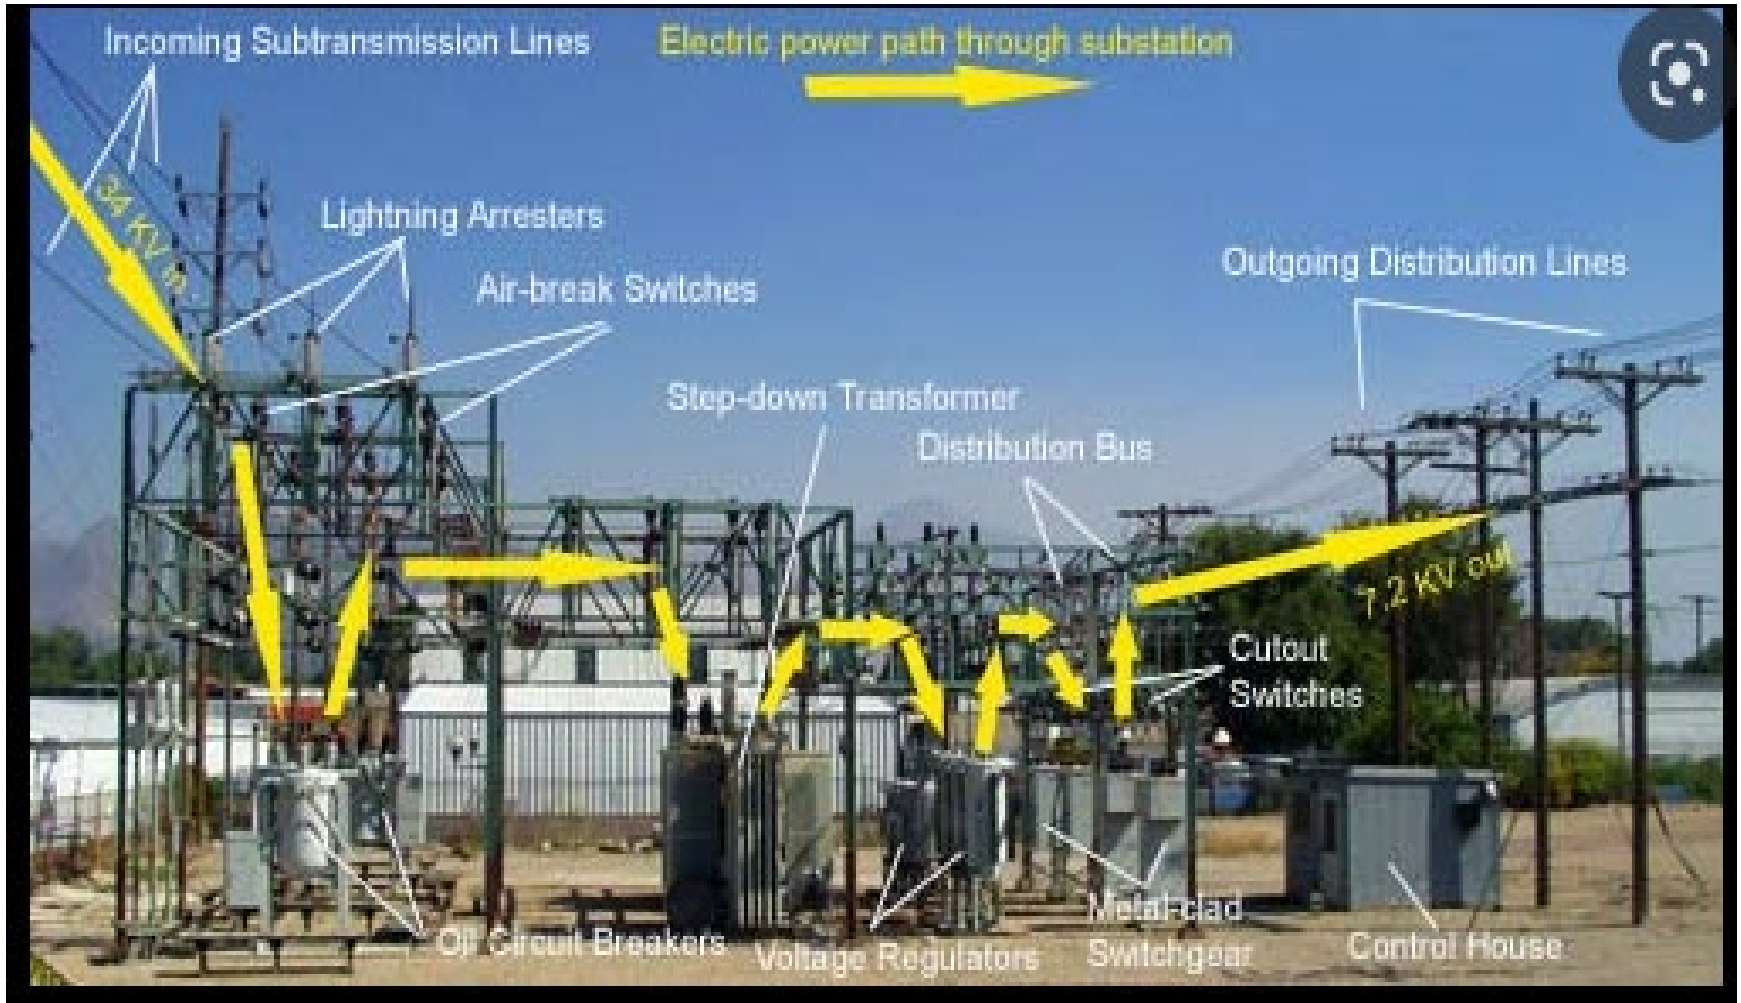 Incoming Subtransmission Lines
Electric power path through substation
34 KV in
Lightning Arresters
Air-break Switches
Outgoing Distribution Lines
Step-down Transformer
Distribution Bus
7.2 KV out
Cutout
Switches
Oil Circuit Breakers
Voltage Regulators
Metal-clad
Switchgear
Control House